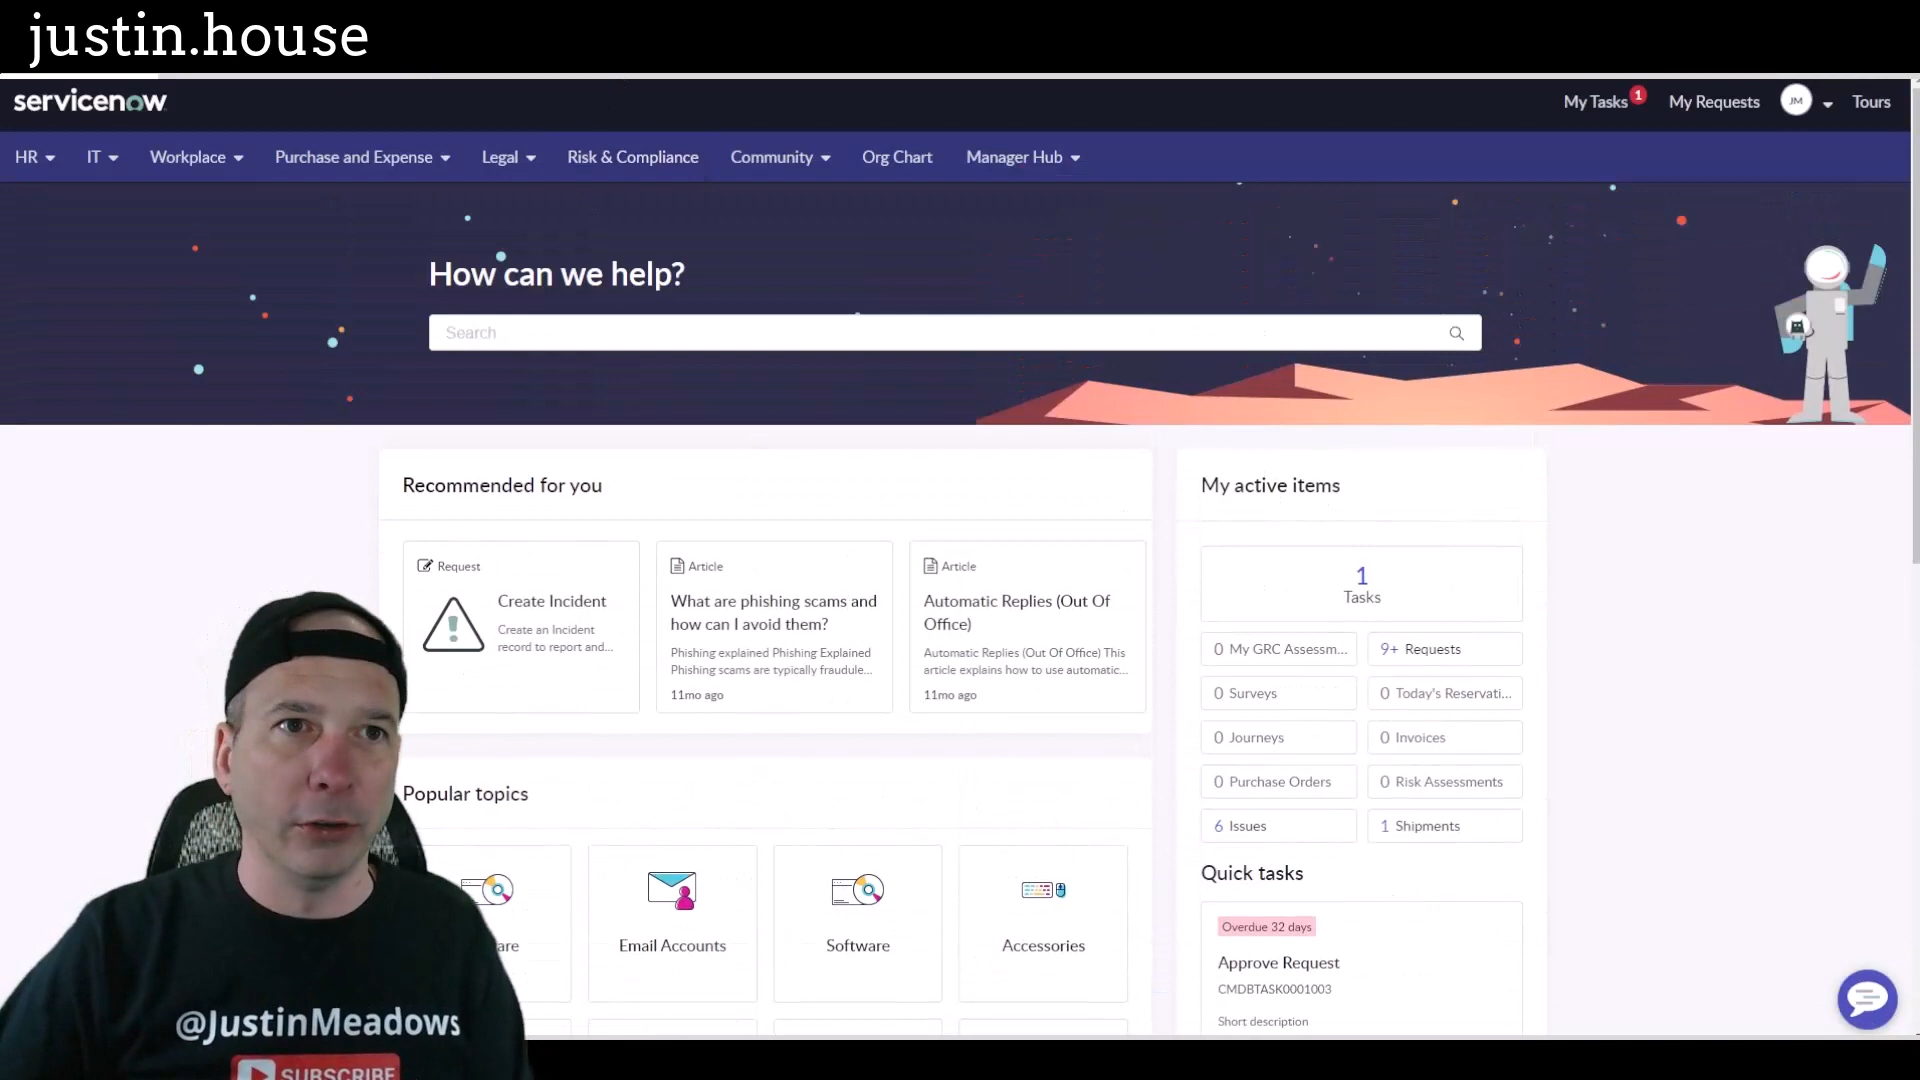 justin.house
servicenow
My Tasks 1 My Requests JM Tours
HR IT Workplace Purchase and Expense Legal Risk & Compliance Community Org Chart Manager Hub
How can we help?
Search
Recommended for you
Request
Create Incident
Create an Incident
record to report and...
Article
What are phishing scams and
how can I avoid them?
Phishing explained Phishing Explained
Phishing scams are typically fraudule...
11mo ago
Article
Automatic Replies (Out Of
Office)
Automatic Replies (Out Of Office) This
article explains how to use automatic...
11mo ago
My active items
1
Tasks
0 My GRC Assessm...
9+ Requests
0 Surveys
0 Today's Reservati...
0 Journeys
0 Invoices
0 Purchase Orders
0 Risk Assessments
6 Issues
1 Shipments
Popular topics
Email Accounts
Software
Accessories
Quick tasks
Overdue 32 days
Approve Request
CMDBTASK0001003
Short description
@JustinMeadows
SUBSCRIBE